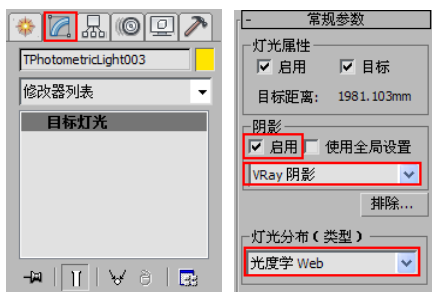 TPhotometricLight003
修改器列表
目标灯光
- 常规参数
灯光属性
启用 目标
目标距离: 1981.103mm
阴影
启用 使用全局设置
VRay 阴影
排除...
灯光分布(类型)
光度学 Web